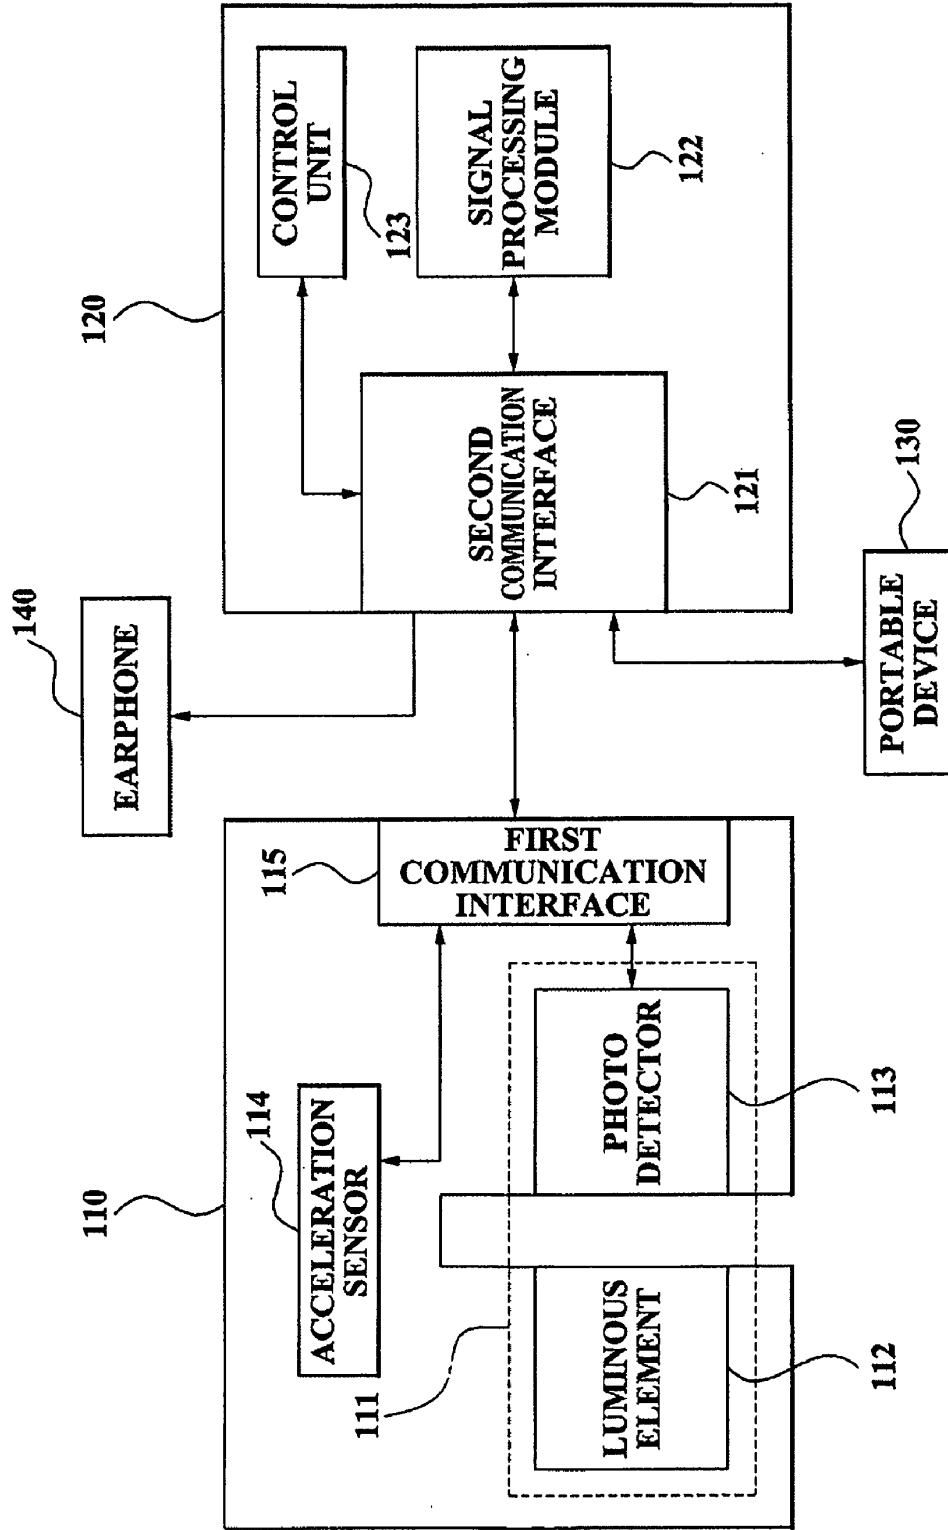 140
EARPHONE
120
CONTROL
UNIT
123
SIGNAL
PROCESSING
MODULE
122
SECOND
COMMUNICATION
INTERFACE
121
110
114
ACCELERATION
SENSOR
115
FIRST
COMMUNICATION
INTERFACE
111
LUMINOUS
ELEMENT
112
PHOTO
DETECTOR
113
130
PORTABLE
DEVICE